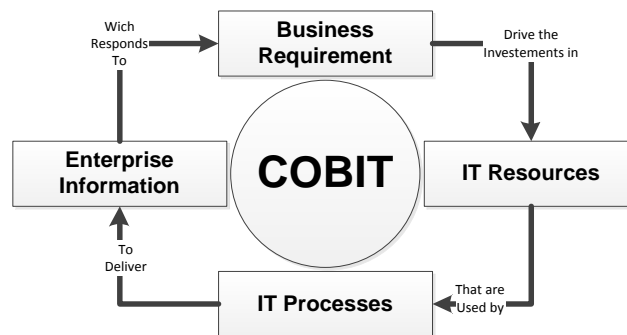 Wich
Responds
To
Business
Requirement
Drive the
Investements in
Enterprise
Information
COBIT
IT Resources
To
Deliver
IT Processes
That are
Used by